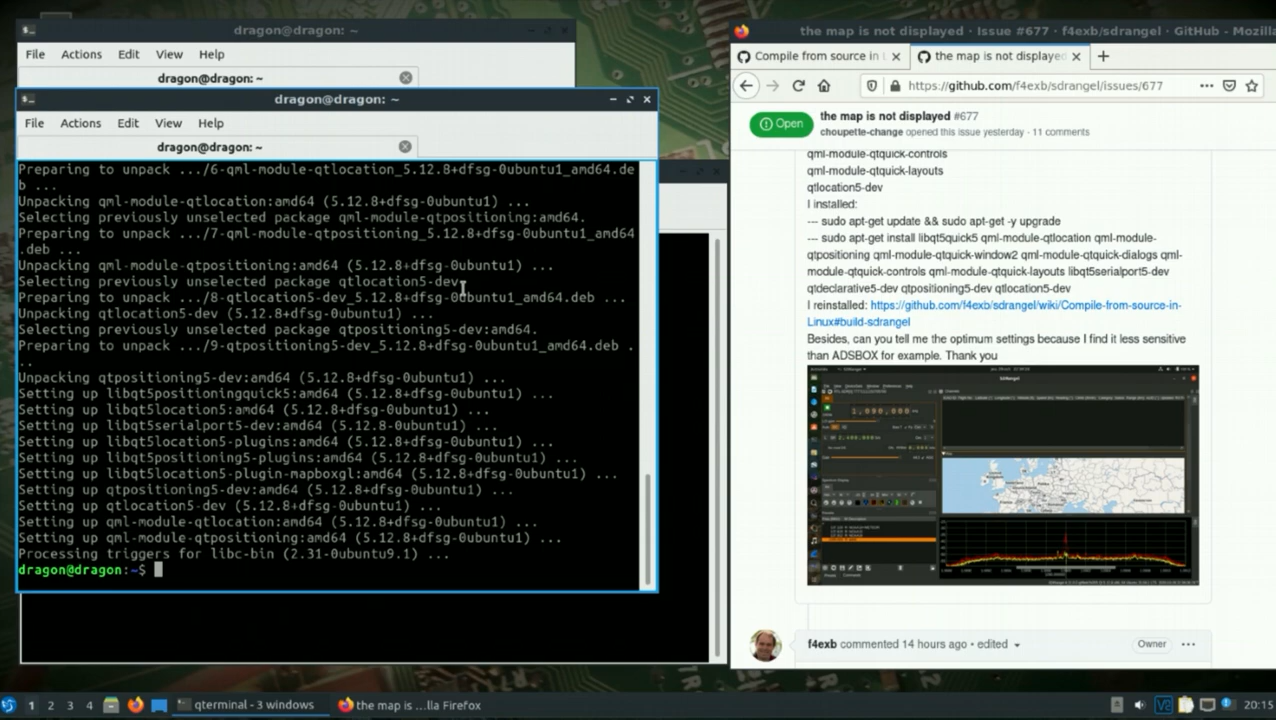 dragon@dragon: ~
File Actions Edit View Help
dragon@dragon: ~
dragon@dragon: ~
File Actions Edit View Help
dragon@dragon: ~
Preparing to unpack .../6-qml-module-qtlocation_5.12.8+dfsg-0ubuntu1_amd64.de
b ...
Unpacking qml-module-qtlocation:amd64 (5.12.8+dfsg-0ubuntu1) ...
Selecting previously unselected package qml-module-qtpositioning:amd64.
Preparing to unpack .../7-qml-module-qtpositioning_5.12.8+dfsg-0ubuntu1_amd64
.deb ...
Unpacking qml-module-qtpositioning:amd64 (5.12.8+dfsg-0ubuntu1) ...
Selecting previously unselected package qtlocation5-dev.
Preparing to unpack .../8-qtlocation5-dev_5.12.8+dfsg-0ubuntu1_amd64.deb ...
Unpacking qtlocation5-dev (5.12.8+dfsg-0ubuntu1) ...
Selecting previously unselected package qtpositioning5-dev:amd64.
Preparing to unpack .../9-qtpositioning5-dev_5.12.8+dfsg-0ubuntu1_amd64.deb .
..
Unpacking qtpositioning5-dev:amd64 (5.12.8+dfsg-0ubuntu1) ...
Setting up libqt5positioningquick5:amd64 (5.12.8+dfsg-0ubuntu1) ...
Setting up libqt5location5:amd64 (5.12.8+dfsg-0ubuntu1) ...
Setting up libqt5serialport5-dev:amd64 (5.12.8-0ubuntu1) ...
Setting up libqt5location5-plugins:amd64 (5.12.8+dfsg-0ubuntu1) ...
Setting up libqt5positioning5-plugins:amd64 (5.12.8+dfsg-0ubuntu1) ...
Setting up libqt5location5-plugin-mapboxgl:amd64 (5.12.8+dfsg-0ubuntu1) ...
Setting up qtpositioning5-dev:amd64 (5.12.8+dfsg-0ubuntu1) ...
Setting up qtlocation5-dev (5.12.8+dfsg-0ubuntu1) ...
Setting up qml-module-qtlocation:amd64 (5.12.8+dfsg-0ubuntu1) ...
Setting up qml-module-qtpositioning:amd64 (5.12.8+dfsg-0ubuntu1) ...
Processing triggers for libc-bin (2.31-0ubuntu9.1) ...
dragon@dragon:~$
the map is not displayed · Issue #677 · f4exb/sdrangel · GitHub - Mozilla
Compile from source in
the map is not displayed
https://github.com/f4exb/sdrangel/issues/677
Open
the map is not displayed #677
choupette-change opened this issue yesterday · 11 comments
qml-module-qtquick-controls
qml-module-qtquick-layouts
qtlocation5-dev
I installed:
--- sudo apt-get update && sudo apt-get -y upgrade
--- sudo apt-get install libqt5quick5 qml-module-qtlocation qml-module-
qtpositioning qml-module-qtquick-window2 qml-module-qtquick-dialogs qml-
module-qtquick-controls qml-module-qtquick-layouts libqt5serialport5-dev
qtdeclarative5-dev qtpositioning5-dev qtlocation5-dev
I reinstalled: https://github.com/f4exb/sdrangel/wiki/Compile-from-source-in-
Linux#build-sdrangel
Besides, can you tell me the optimum settings because I find it less sensitive
than ADSBOX for example. Thank you
f4exb commented 14 hours ago · edited
Owner
1 2 3 4
qterminal - 3 windows
the map is ...lla Firefox
20:15